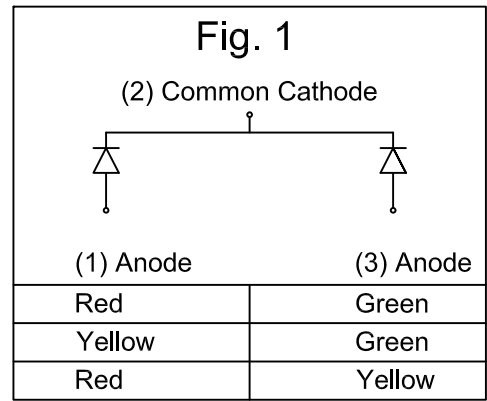 Fig. 1
(2) Common Cathode
(1) Anode (3) Anode
Red Green
Yellow Green
Red Yellow